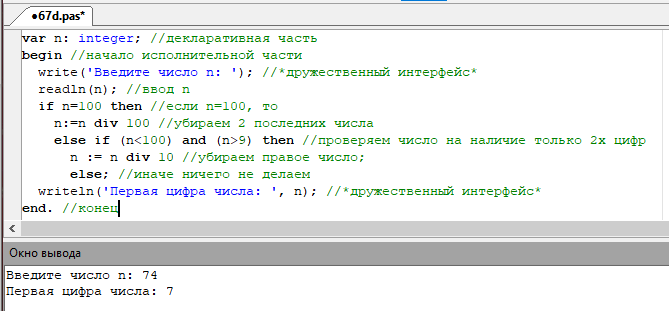 ●67d.pas*
var n: integer; //декларативная часть
begin //начало исполнительной части
write('Введите число n: '); //*дружественный интерфейс*
readln(n); //ввод n
if n=100 then //если n=100, то
n:=n div 100 //убираем 2 последних числа
else if (n<100) and (n>9) then //проверяем число на наличие только 2х цифр
n := n div 10 //убираем правое число;
else; //иначе ничего не делаем
writeln('Первая цифра числа: ', n); //*дружественный интерфейс*
end. //конец
Окно вывода
Введите число n: 74
Первая цифра числа: 7